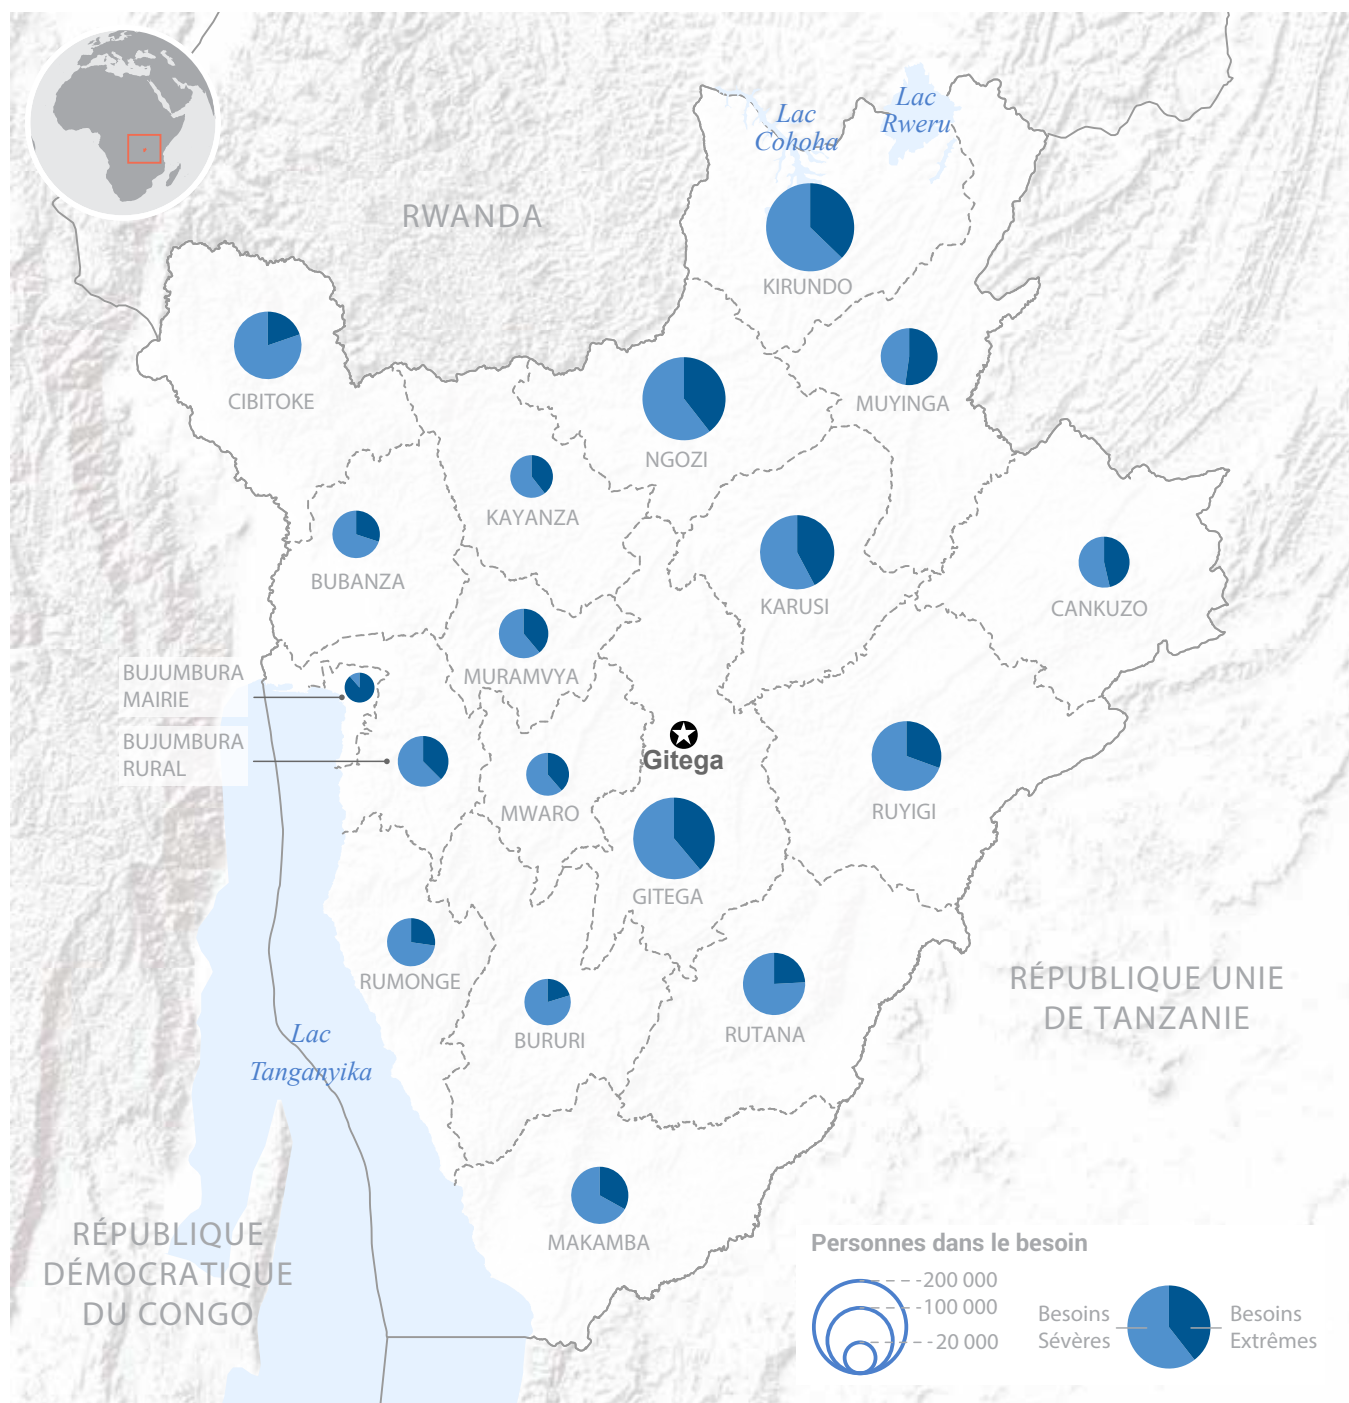 Lac
Rweru
Lac
Cohoha
RWANDA
KIRUNDO
CIBITOKE
MUYINGA
NGOZI
KAYANZA
BUBANZA
KARUSI
CANKUZO
MURAMVYA
BUJUMBURA
MAIRIE
BUJUMBURA
RURAL
Gitega
MWARO
RUYIGI
GITEGA
RUMONGE
RÉPUBLIQUE UNIE
DE TANZANIE
BURURI
RUTANA
Lac
Tanganyika
MAKAMBA
RÉPUBLIQUE
DÉMOCRATIQUE
DU CONGO
Personnes dans le besoin
200 000
100 000
20 000
Besoins
Sévères
Besoins
Extrêmes